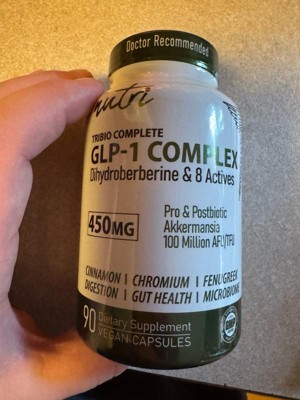 Doctor Recommended
nutri
TRIBIO COMPLETE
GLP-1 COMPLEX
Dihydroberberine & 8 Actives
450MG
Pro & Postbiotic
Akkermansia
100 Million AFU/TFU
CINNAMON | CHROMIUM | FENUGREEK
DIGESTION | GUT HEALTH | MICROBIOME
90 Dietary Supplement
VEGAN CAPSULES